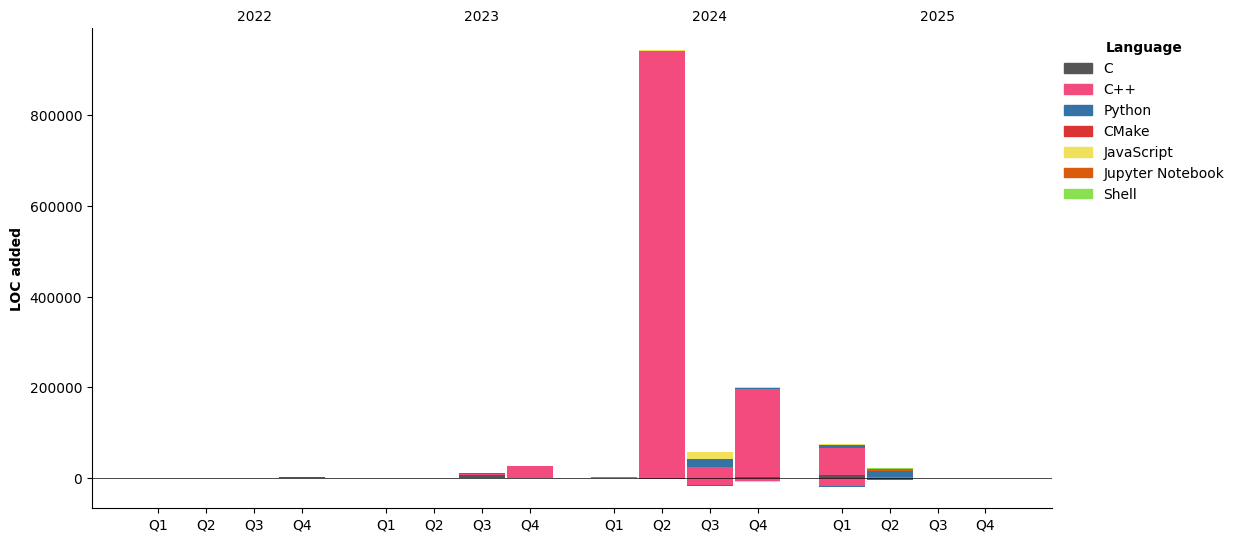 2022 2023 2024 2025
Language
C
C++
Python
CMake
JavaScript
Jupyter Notebook
Shell
LOC added
800000
600000
400000
200000
0
Q1 Q2 Q3 Q4 Q1 Q2 Q3 Q4 Q1 Q2 Q3 Q4 Q1 Q2 Q3 Q4